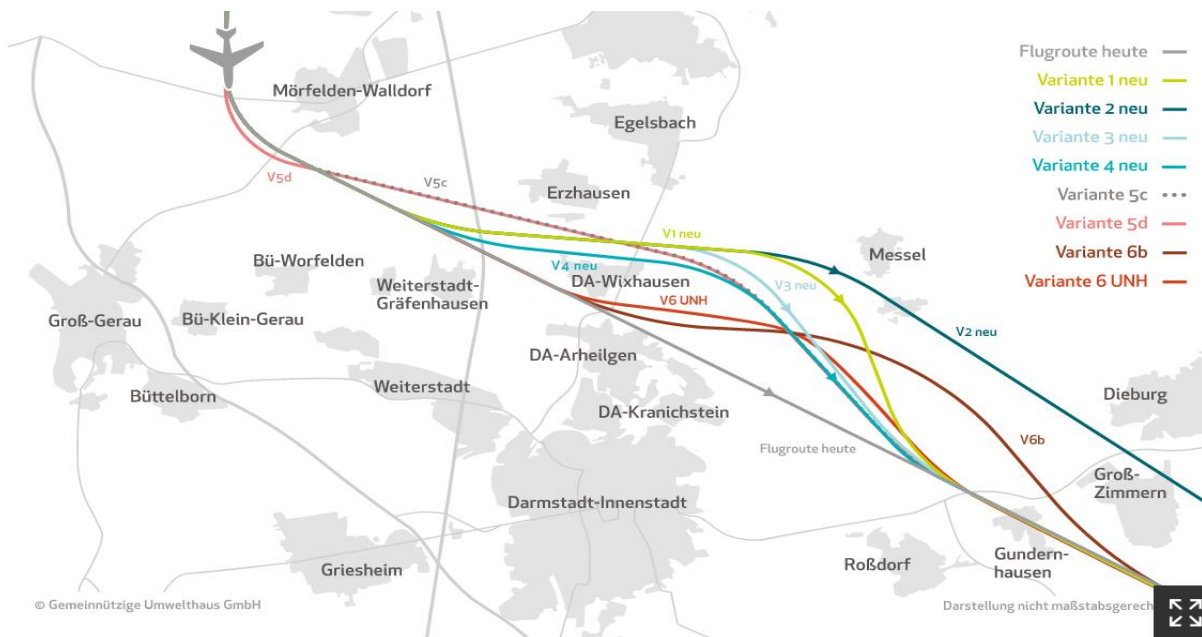 Flugroute heute
Variante 1 neu
Variante 2 neu
Variante 3 neu
Variante 4 neu
Variante 5c
Variante 5d
Variante 6b
Variante 6 UNH
Mörfelden-Walldorf
Egelsbach
V5d
V5c
Erzhausen
V1 neu
Messel
Bü-Worfelden
V4 neu
DA-Wixhausen
V3 neu
Weiterstadt-
Gräfenhausen
V6 UNH
Groß-Gerau
Bü-Klein-Gerau
V2 neu
DA-Arheilgen
Weiterstadt
Büttelborn
DA-Kranichstein
Dieburg
Flugroute heute
V6b
Groß-
Zimmern
Darmstadt-Innenstadt
Gundern-
hausen
Roßdorf
Griesheim
© Gemeinnützige Umwelthaus GmbH
Darstellung nicht maßstabsgerech